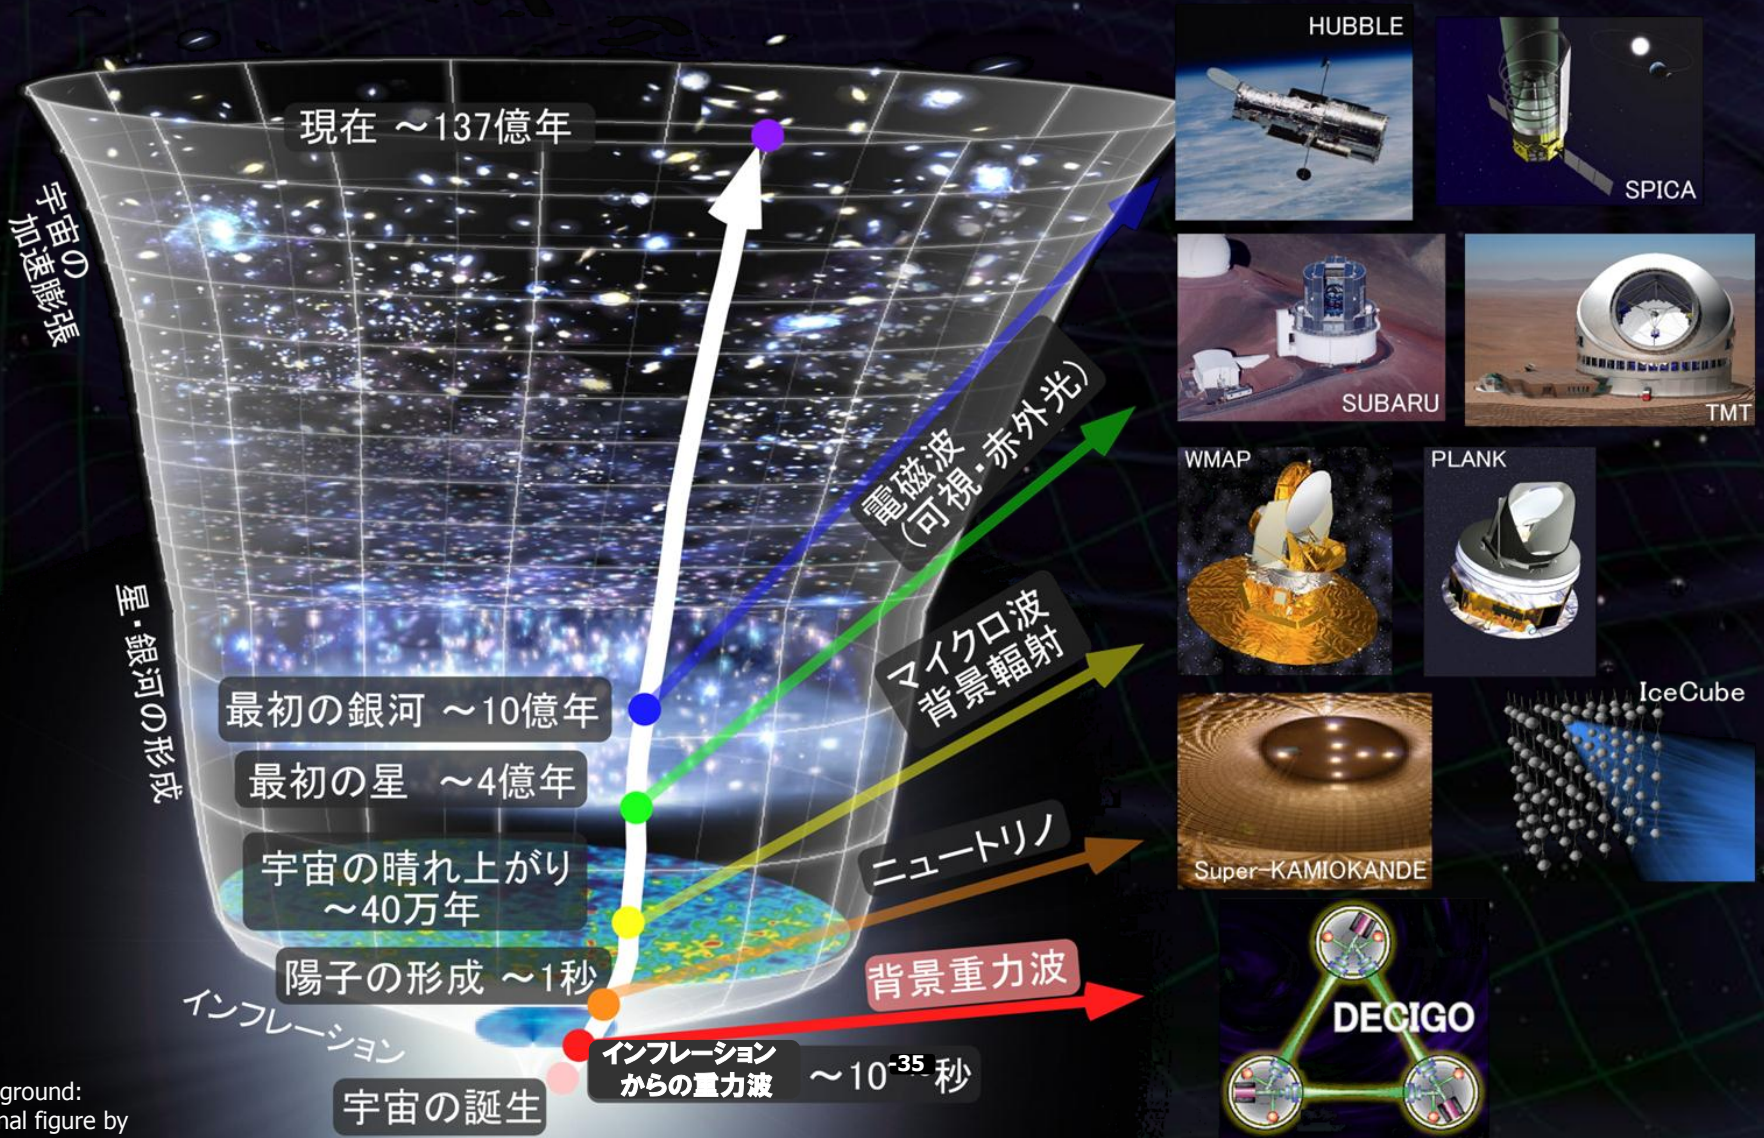 現在 ～137億年
宇宙の
加速膨張
星・銀河の形成
最初の銀河 ～10億年
最初の星 ～4億年
宇宙の晴れ上がり
～40万年
陽子の形成 ～1秒
インフレーション
インフレーション
からの重力波 ～10-35秒
宇宙の誕生
電磁波
(可視・赤外光)
マイクロ波
背景輻射
ニュートリノ
背景重力波
HUBBLE
SPICA
SUBARU
TMT
WMAP
PLANK
Super-KAMIOKANDE
IceCube
DECIGO
ground:
nal figure by